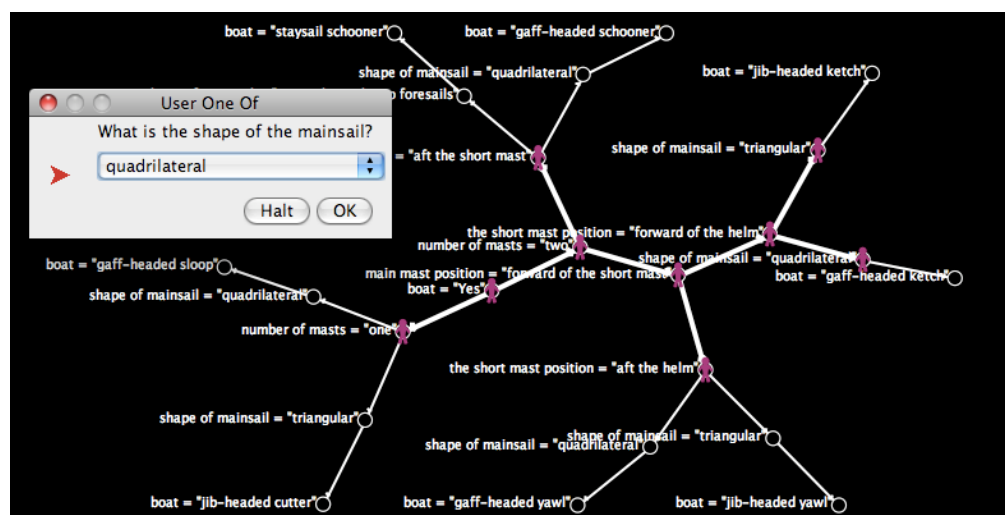 boat = "staysail schooner"
boat = "gaff-headed schooner"
shape of mainsail = "quadrilateral"
boat = "jib-headed ketch"
foresails"
User One Of
What is the shape of the mainsail?
quadrilateral
Halt
OK
= "aft the short mast"
shape of mainsail = "triangular"
the short mast position = "forward of the helm"
number of masts = "two"
shape of mainsail = "quadrilateral"
boat = "gaff-headed sloop"
main mast position = "forward of the short mast"
boat = "gaff-headed ketch"
boat = "Yes"
shape of mainsail = "quadrilateral"
number of masts = "one"
the short mast position = "aft the helm"
shape of mainsail = "triangular"
shape of mainsail = "triangular"
shape of mainsail = "quadrilateral"
boat = "jib-headed cutter"
boat = "gaff-headed yawl"
boat = "jib-headed yawl"